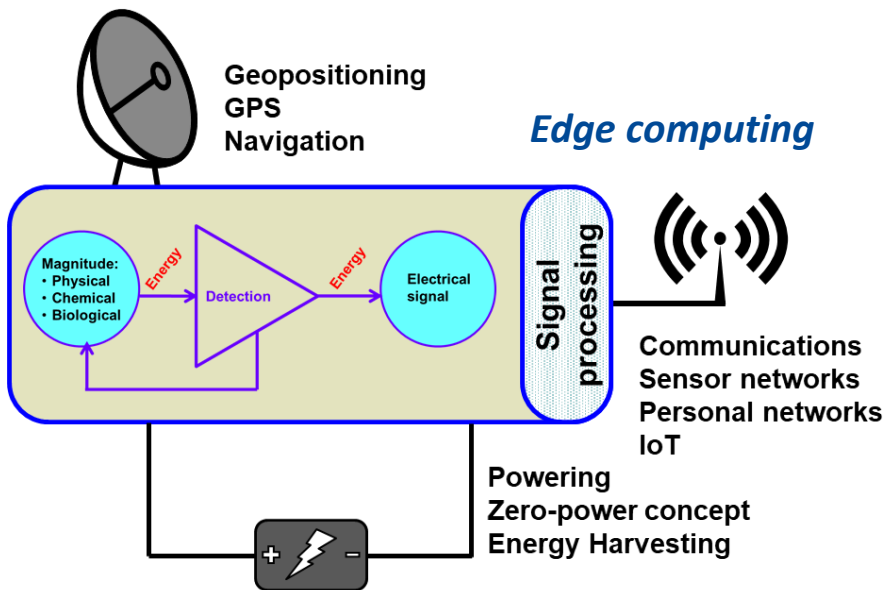 Geopositioning
GPS
Navigation
Edge computing
Magnitude:
• Physical
• Chemical
• Biological
Energy
Detection
Energy
Electrical
signal
Signal
processing
Communications
Sensor networks
Personal networks
IoT
Powering
Zero-power concept
Energy Harvesting
+ −